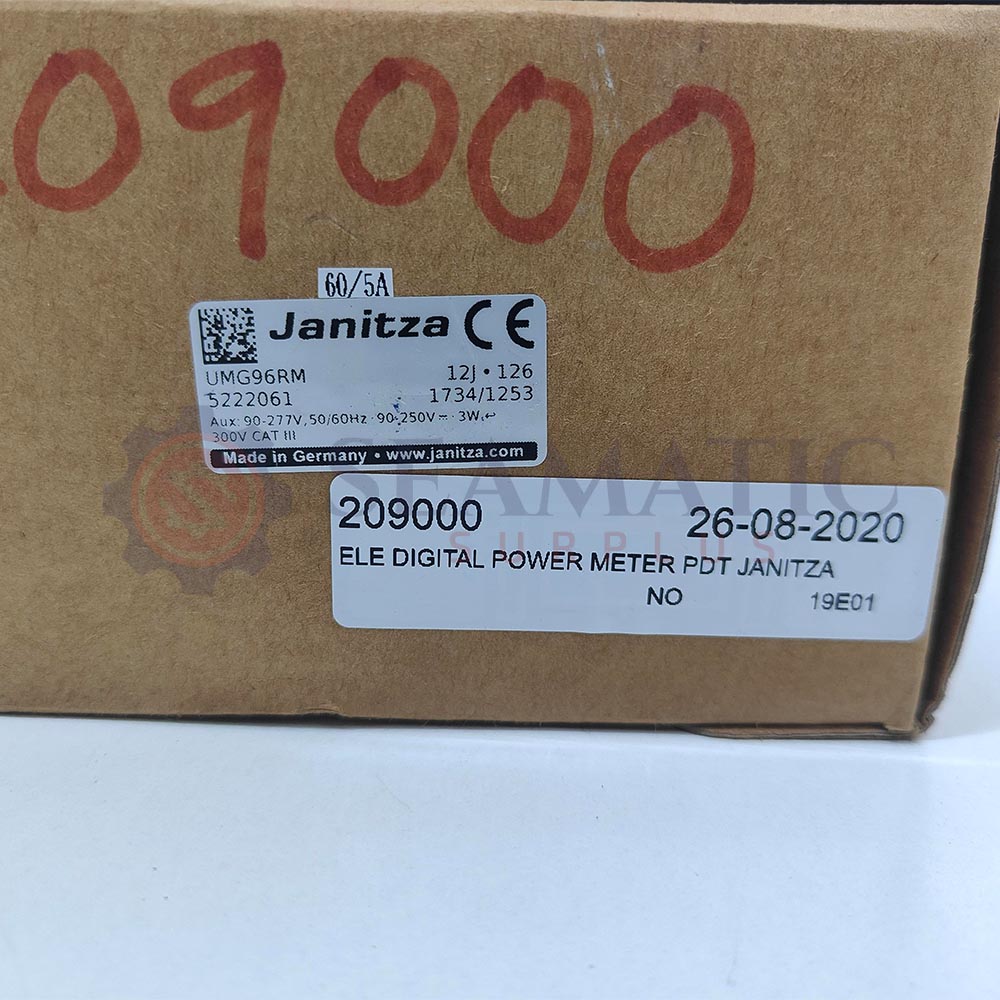 209000
60/5A
Janitza CE
UMG96RM 12J • 126
5222061 1734/1253
Aux: 90-277V, 50/60Hz · 90-250V⎓ · 3W↩
300V CAT III
Made in Germany • www.janitza.com
209000 26-08-2020
ELE DIGITAL POWER METER PDT JANITZA
NO 19E01
SEAMATIC
SURPLUS